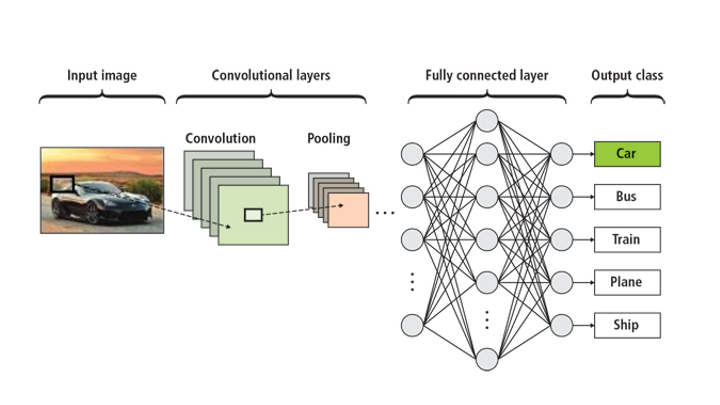 Input image
Convolutional layers
Fully connected layer
Output class
Convolution
Pooling
Car
Bus
Train
Plane
Ship